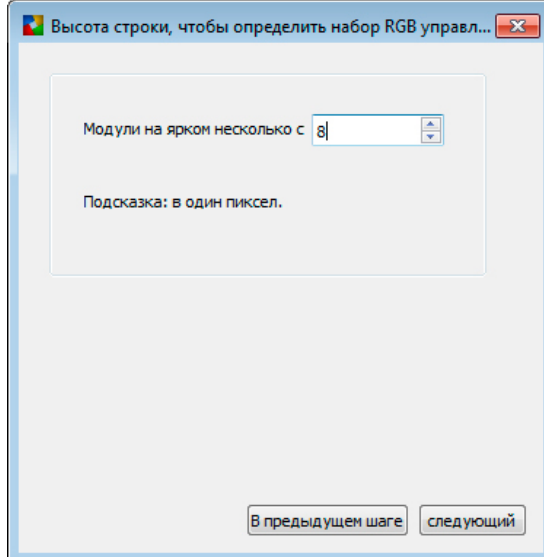 Высота строки, чтобы определить набор RGB управл...
Модули на ярком несколько с 8
Подсказка: в один пиксел.
В предыдущем шаге следующий